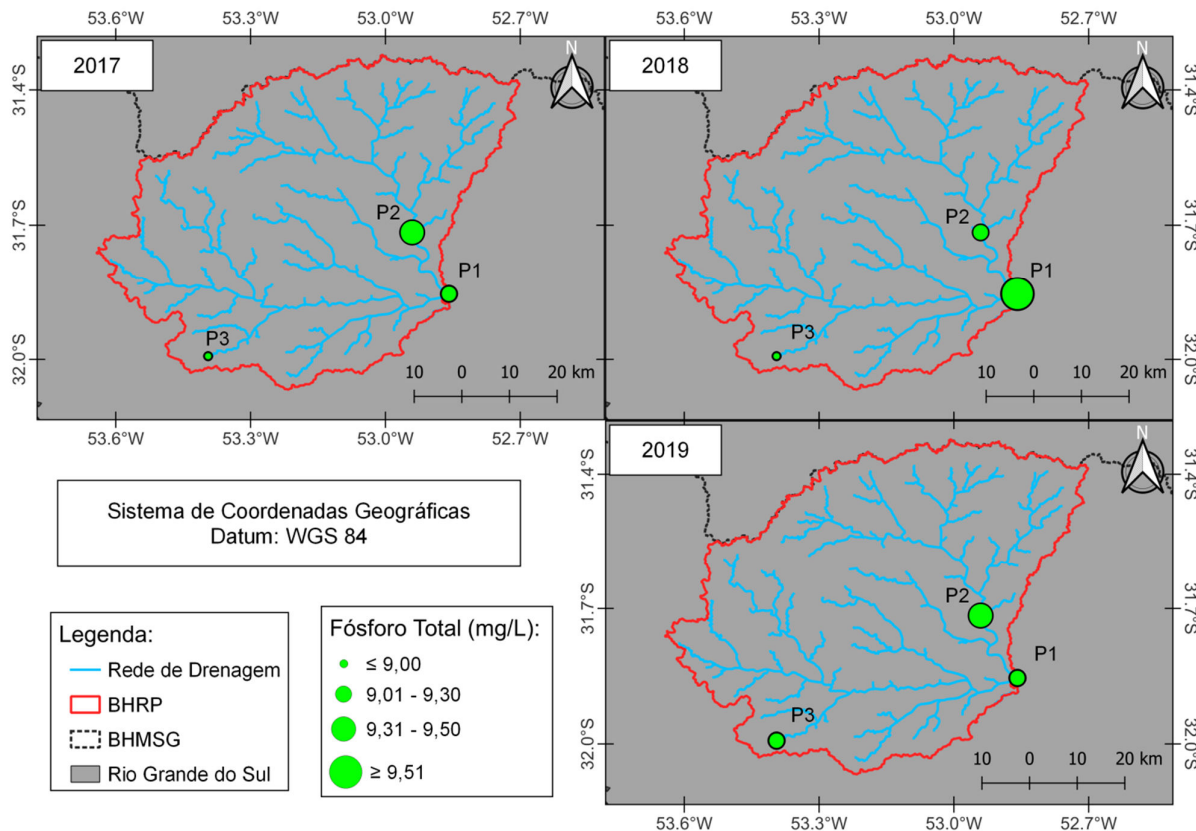 53.6°W 53.3°W 53.0°W 52.7°W 53.6°W 53.3°W 53.0°W 52.7°W
2017
N
31.4°S
31.7°S
32.0°S
P2
P1
P3
10 0 10 20 km
53.6°W 53.3°W 53.0°W 52.7°W
2018
N
31.4°S
31.7°S
32.0°S
P2
P1
P3
10 0 10 20 km
2019
N
31.4°S
31.7°S
32.0°S
31.4°S
31.7°S
32.0°S
P2
P1
P3
10 0 10 20 km
53.6°W 53.3°W 53.0°W 52.7°W
Sistema de Coordenadas Geográficas
Datum: WGS 84
Legenda:
Rede de Drenagem
BHRP
BHMSG
Rio Grande do Sul
Fósforo Total (mg/L):
≤ 9,00
9,01 - 9,30
9,31 - 9,50
≥ 9,51